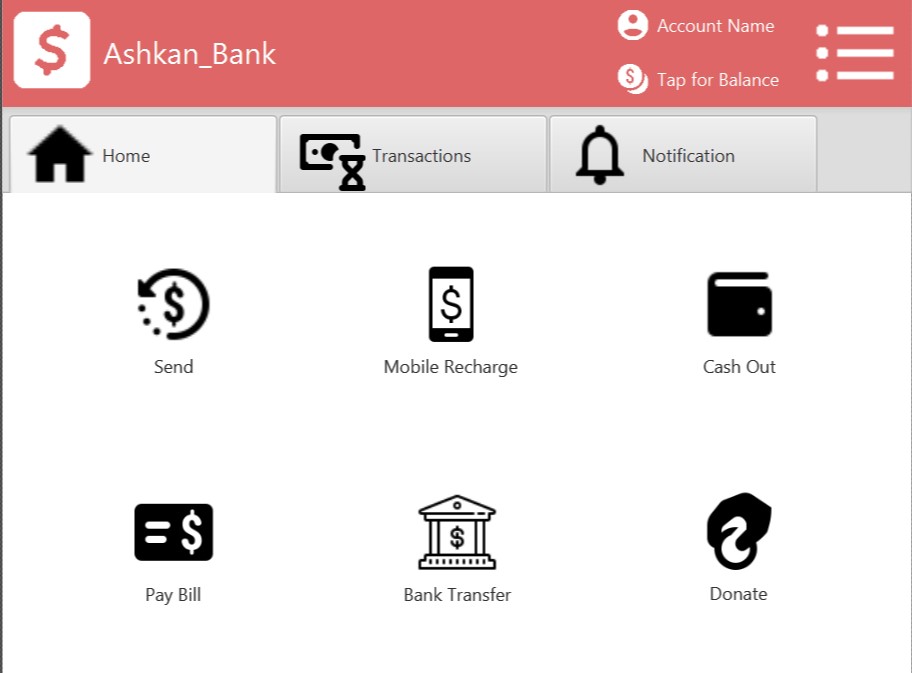 Ashkan_Bank
Account Name
Tap for Balance
Home
Transactions
Notification
Send
Mobile Recharge
Cash Out
Pay Bill
Bank Transfer
Donate